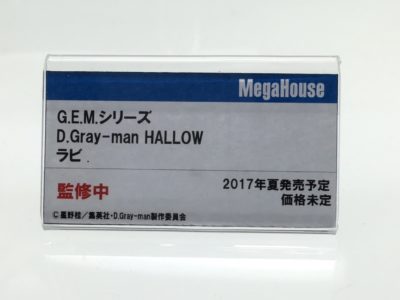 MegaHouse
G.E.M.シリーズ
D.Gray-man HALLOW
ラビ
監修中
2017年夏発売予定
価格未定
©星野桂／集英社・D.Gray-man製作委員会